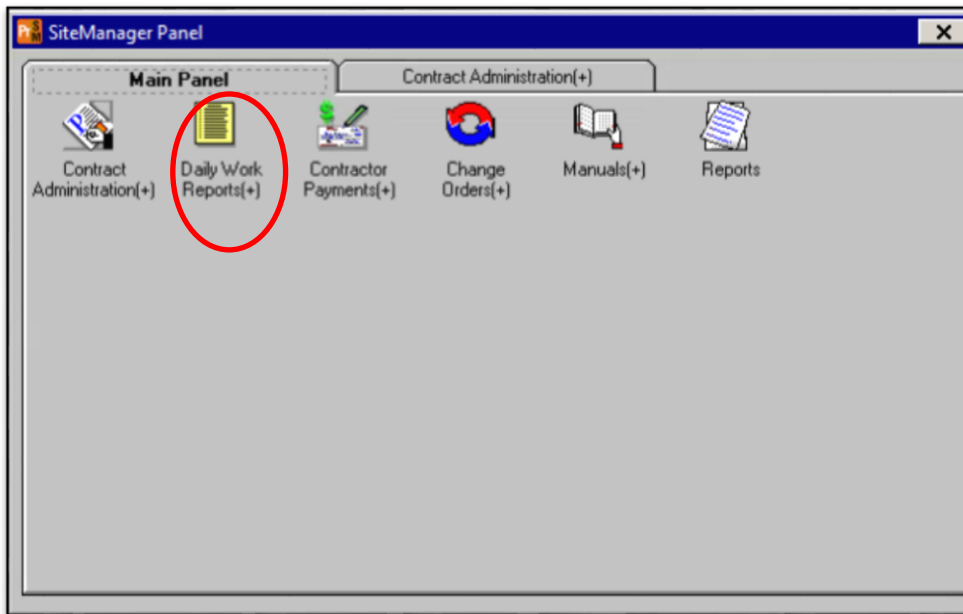 SiteManager Panel
Main Panel
Contract Administration(+)
Contract
Administration(+)
Daily Work
Reports(+)
Contractor
Payments(+)
Change
Orders(+)
Manuals(+)
Reports